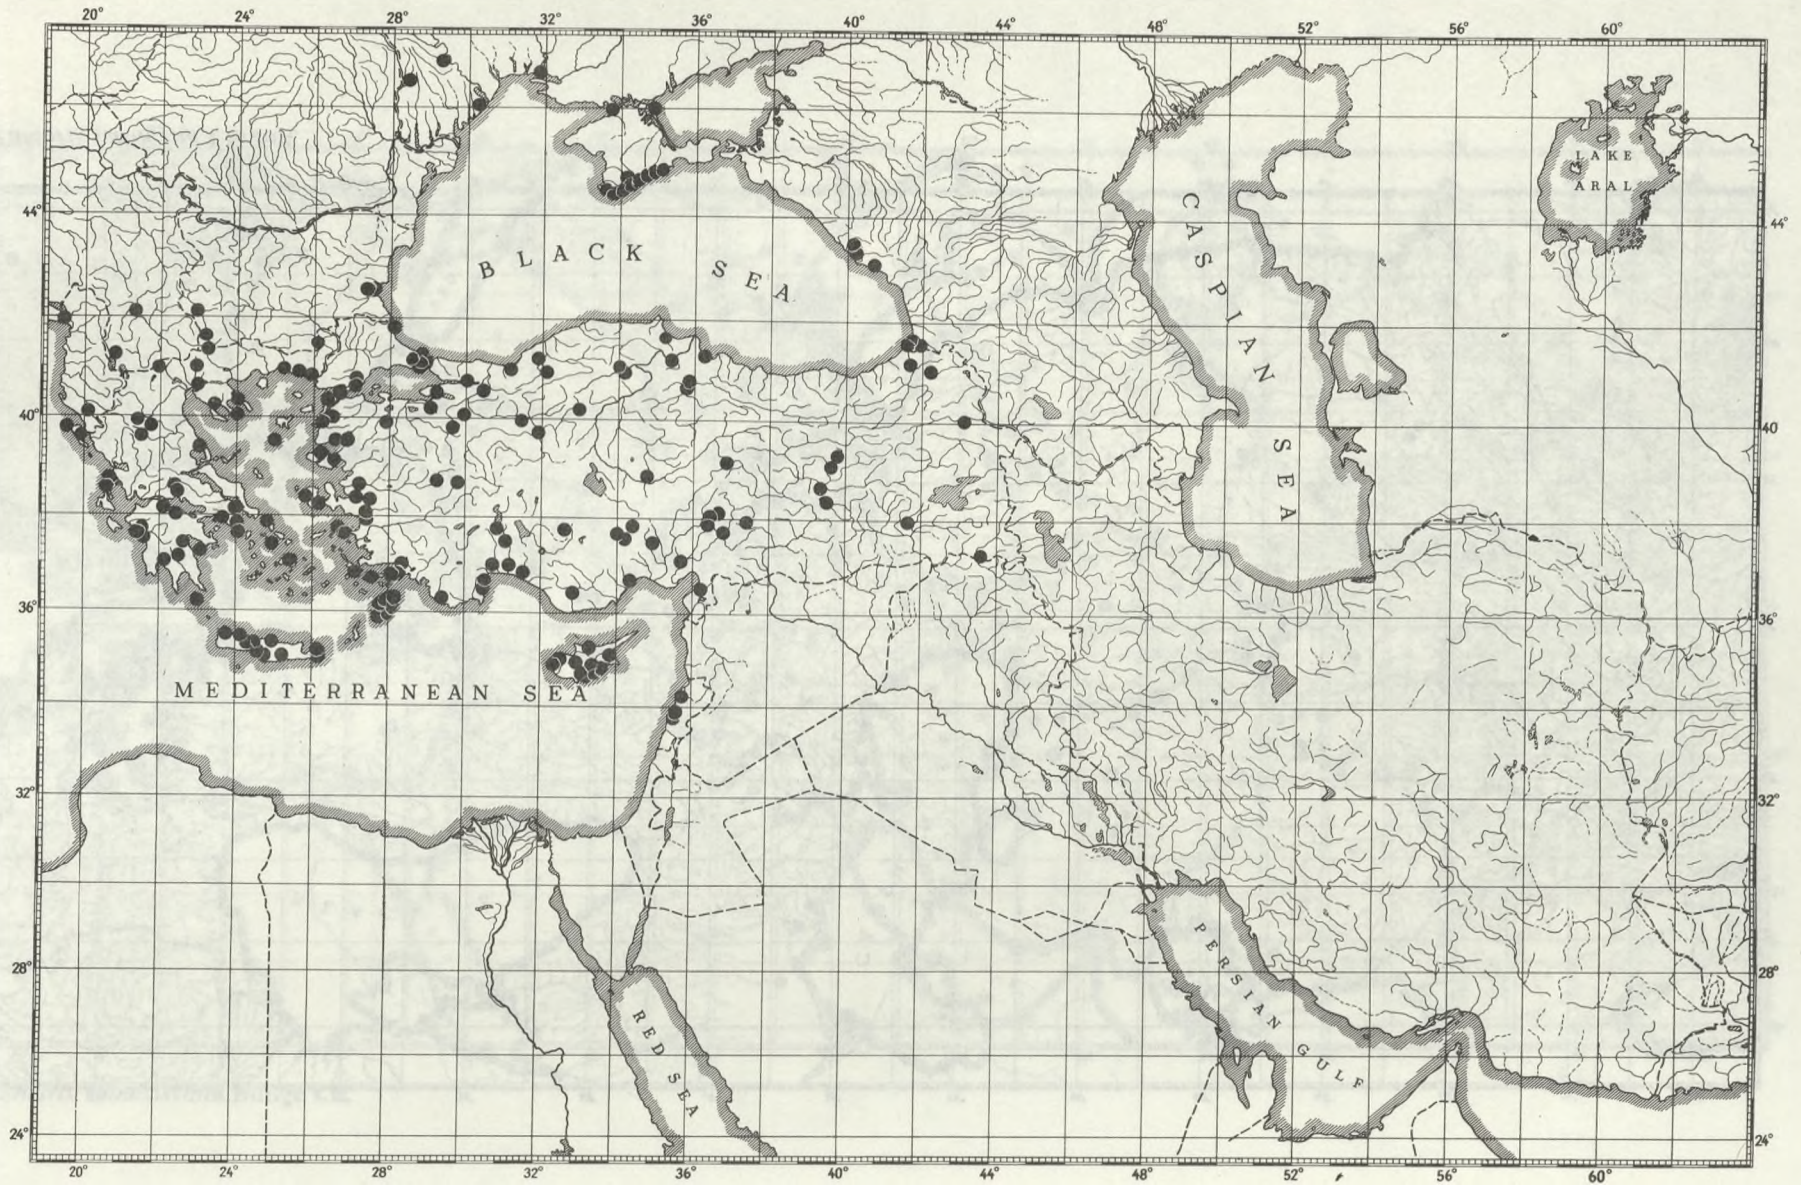 20° 24° 28° 32° 36° 40° 44° 48° 52° 56° 60°
LAKE
ARAL
44° 44°
CASPIAN SEA
BLACK SEA
40° 40
36° 36°
MEDITERRANEAN SEA
32° 32°
PERSIAN GULF
28° 28°
RED SEA
24° 24°
20° 24° 28° 32° 36° 40° 44° 48° 52° 56° 60°